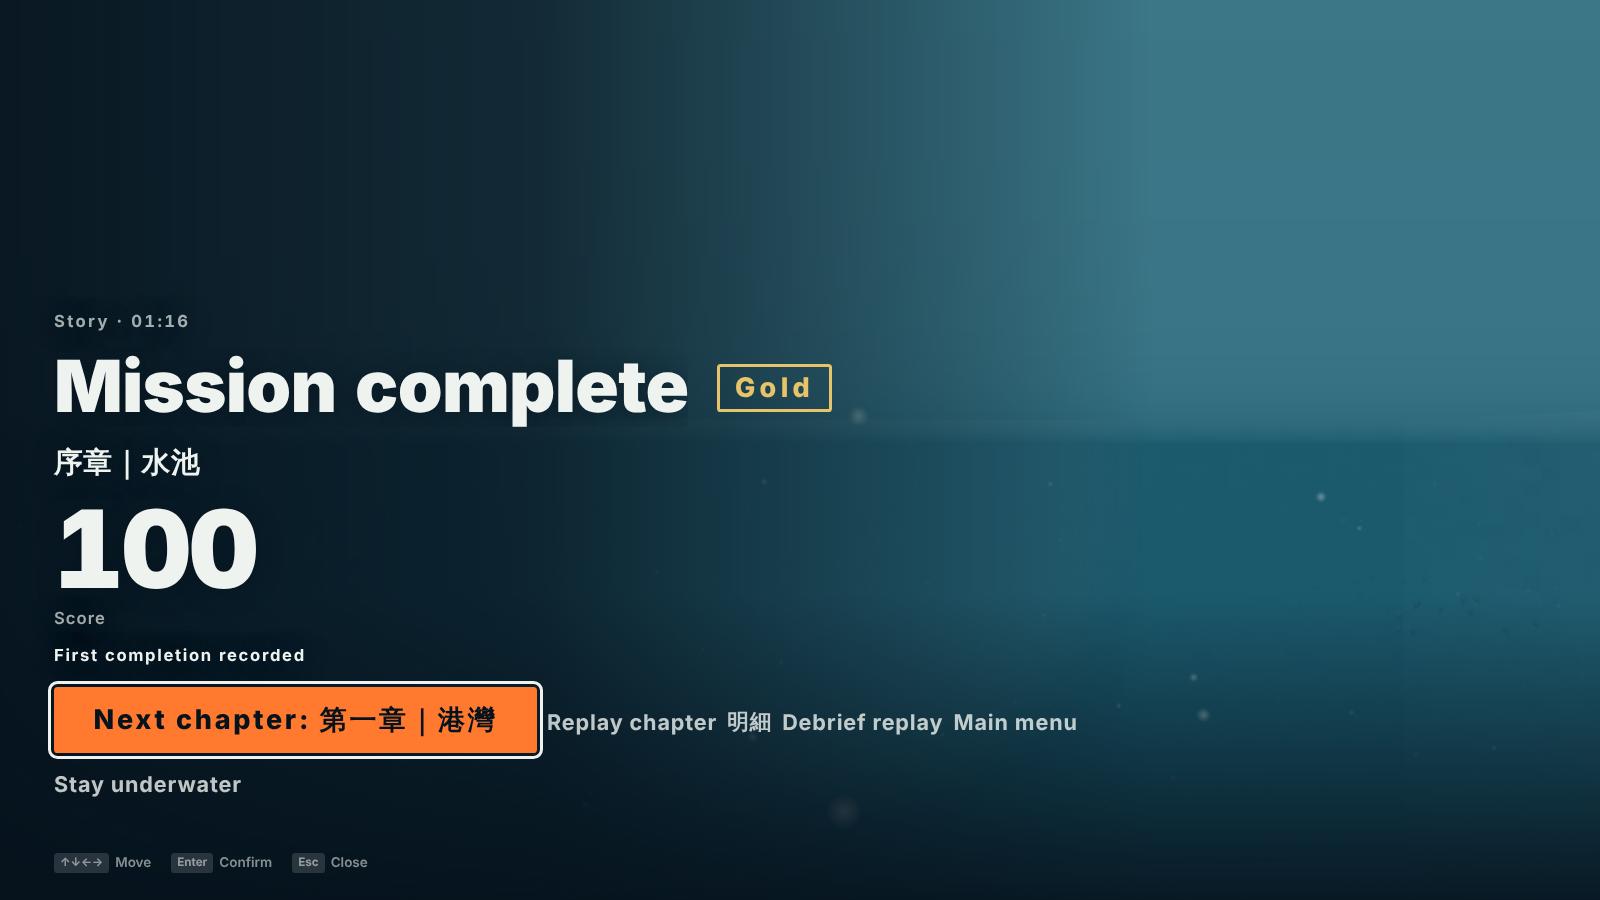 Story · 01:16
Mission complete Gold
序章｜水池
100
Score
First completion recorded
Next chapter: 第一章｜港灣 Replay chapter 明細 Debrief replay Main menu
Stay underwater
↑↓←→ Move Enter Confirm Esc Close